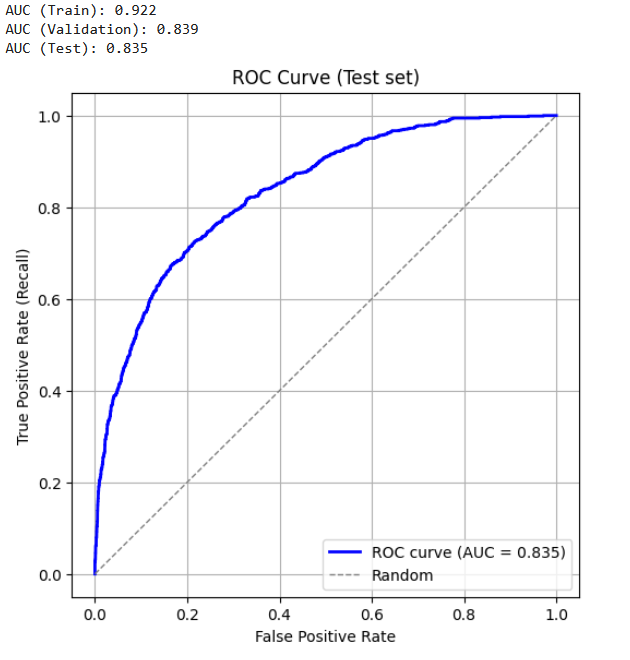 AUC (Train): 0.922
AUC (Validation): 0.839
AUC (Test): 0.835
ROC Curve (Test set)
True Positive Rate (Recall)
1.0
0.8
0.6
0.4
0.2
0.0
ROC curve (AUC = 0.835)
Random
0.0 0.2 0.4 0.6 0.8 1.0
False Positive Rate